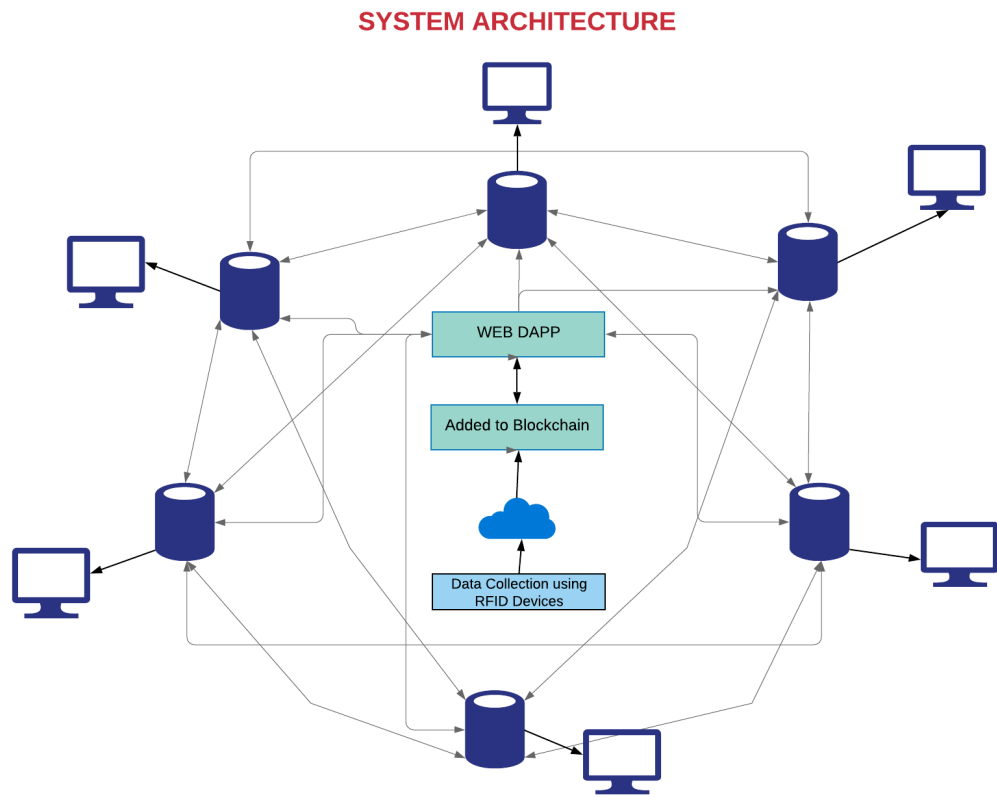 SYSTEM ARCHITECTURE
WEB DAPP
Added to Blockchain
Data Collection using
RFID Devices